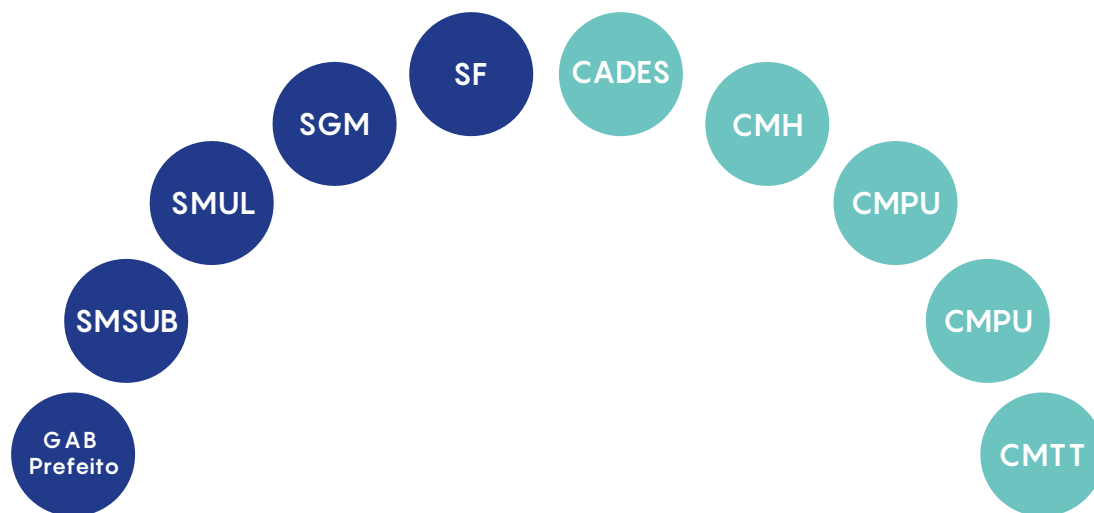 SF
CADES
SGM
CMH
SMUL
CMPU
SMSUB
CMPU
GAB
Prefeito
CMTT